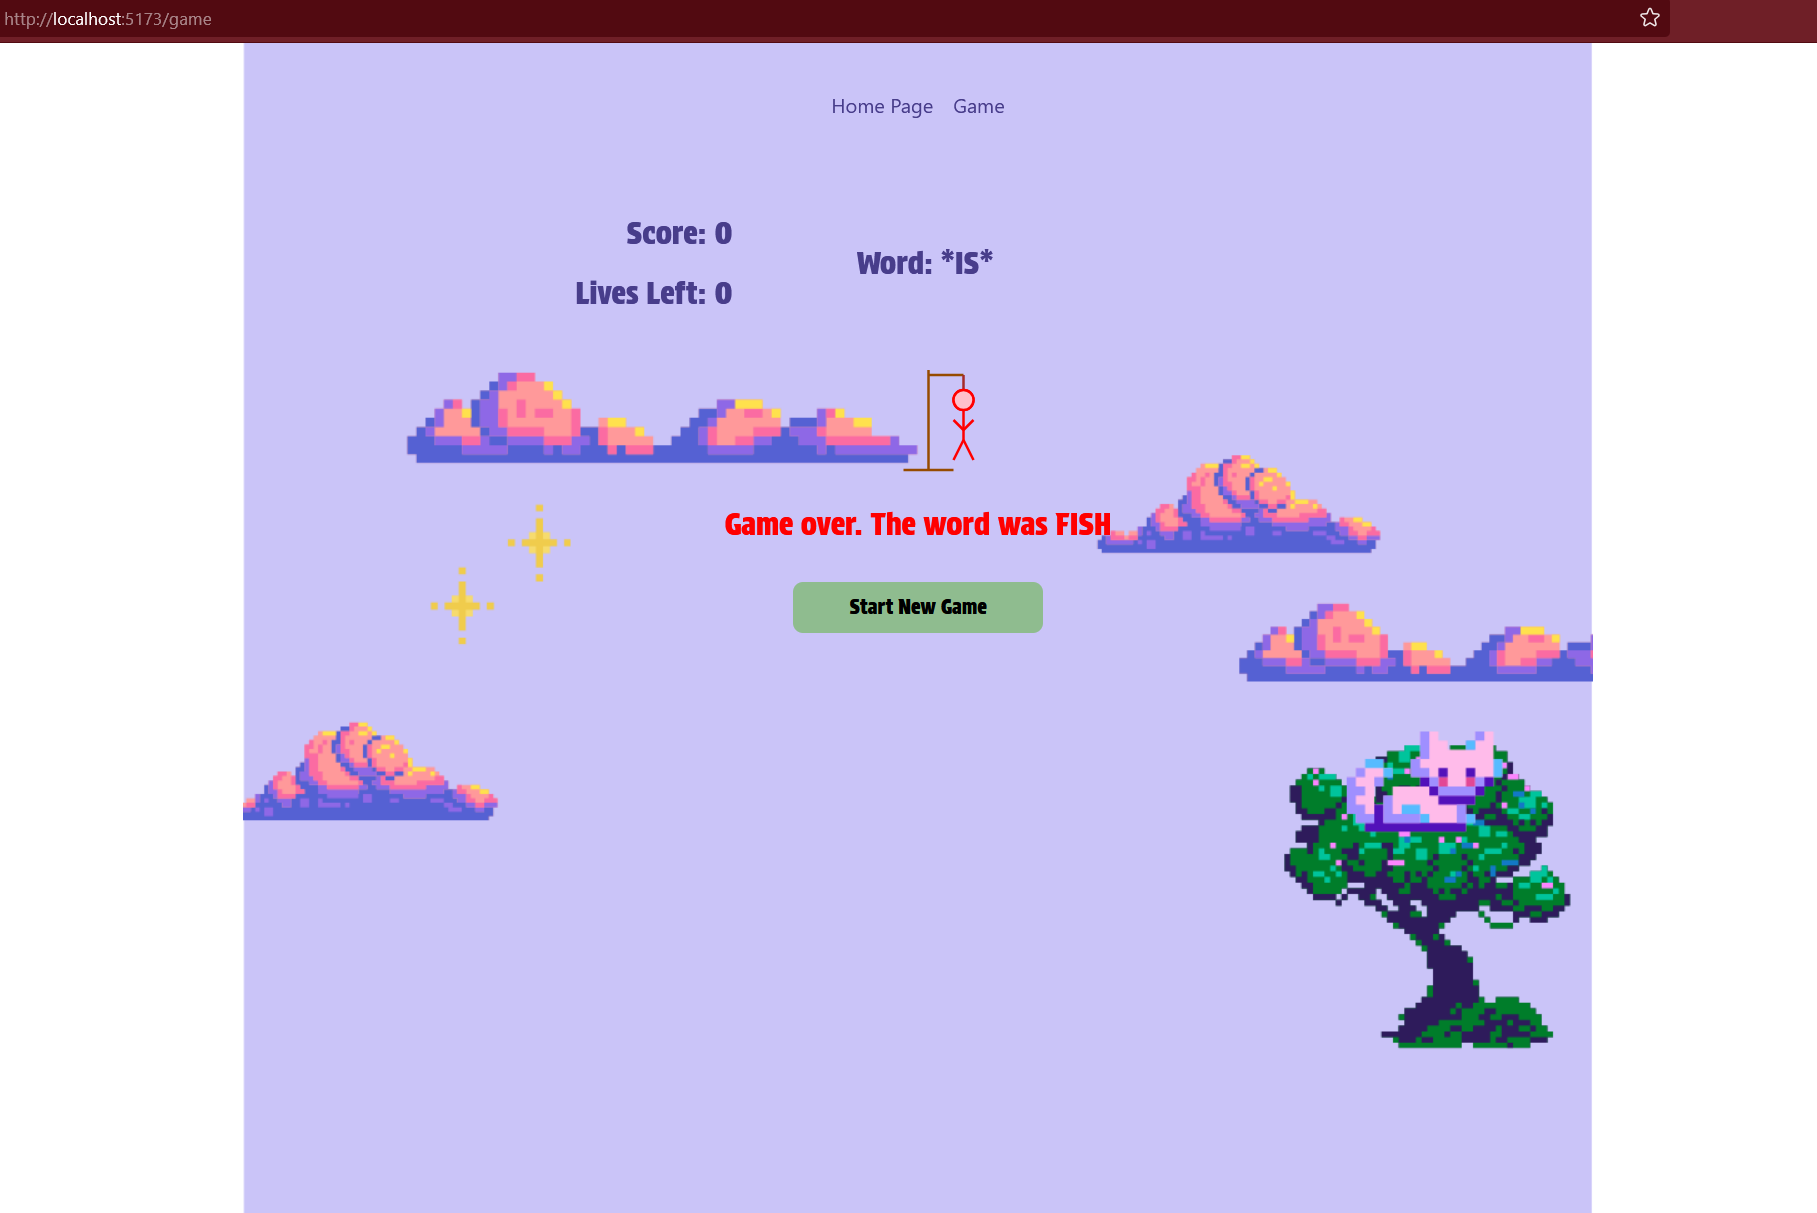 http://localhost:5173/game
Home Page Game
Score: 0
Word: *IS*
Lives Left: 0
Game over. The word was FISH
Start New Game